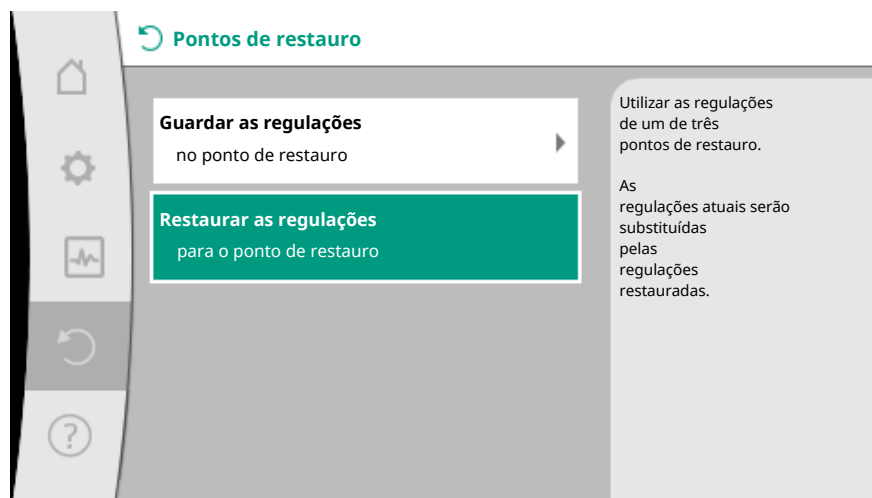 Pontos de restauro
Guardar as regulações
no ponto de restauro
Restaurar as regulações
para o ponto de restauro
Utilizar as regulações
de um de três
pontos de restauro.
As
regulações atuais serão
substituídas
pelas
regulações
restauradas.
?